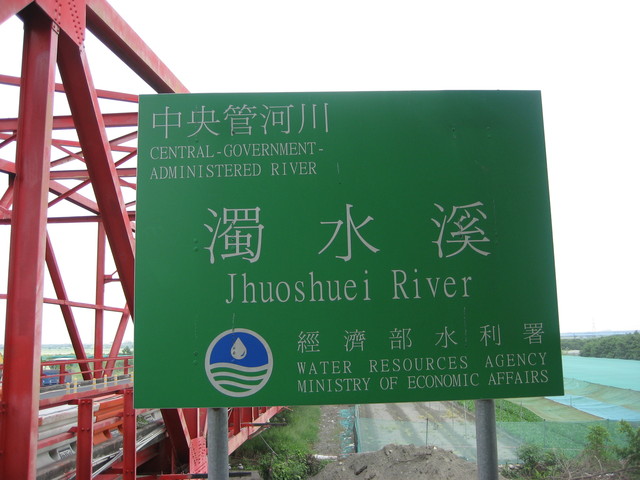 中央管河川
CENTRAL-GOVERNMENT-
ADMINISTERED RIVER
濁水溪
Jhuoshuei River
經濟部水利署
WATER RESOURCES AGENCY
MINISTRY OF ECONOMIC AFFAIRS